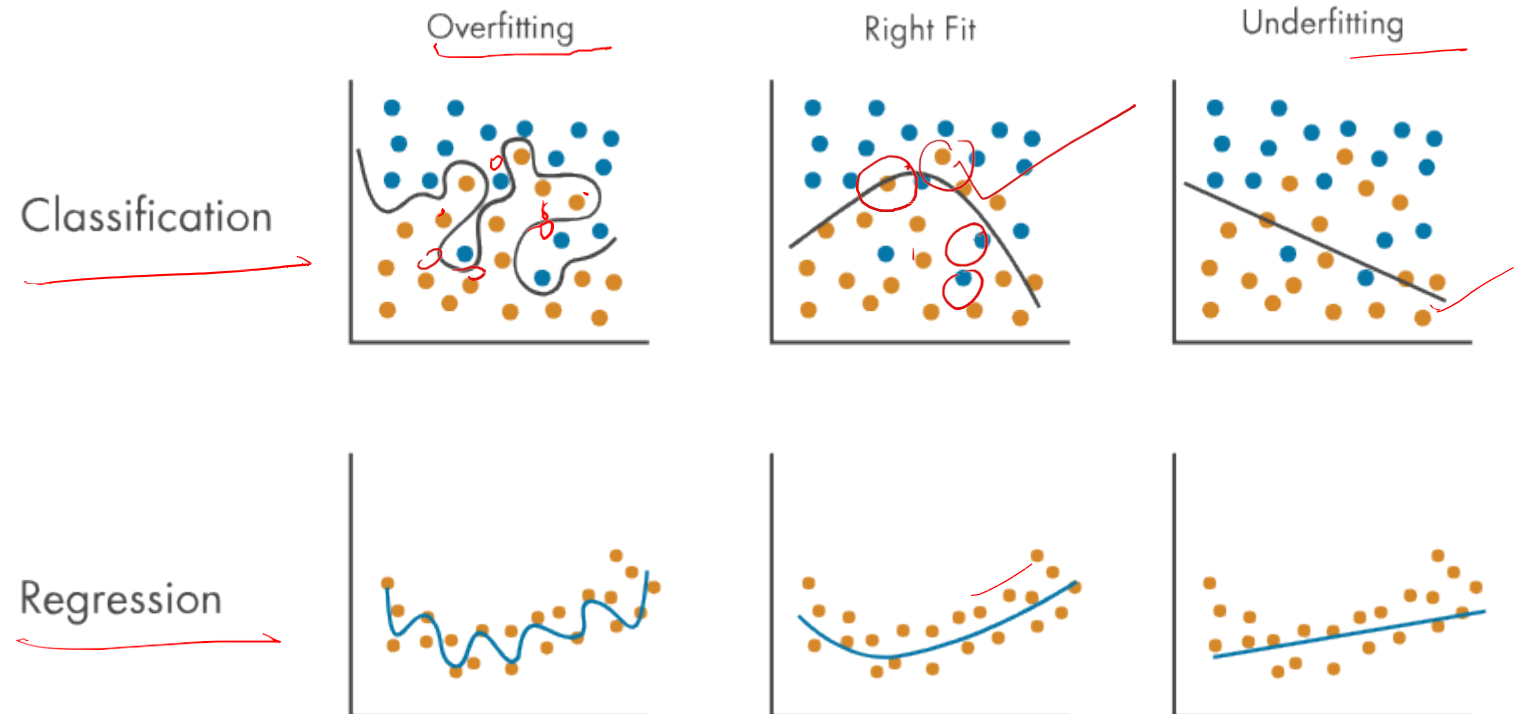 Overfitting
Right Fit
Underfitting
Classification
Regression